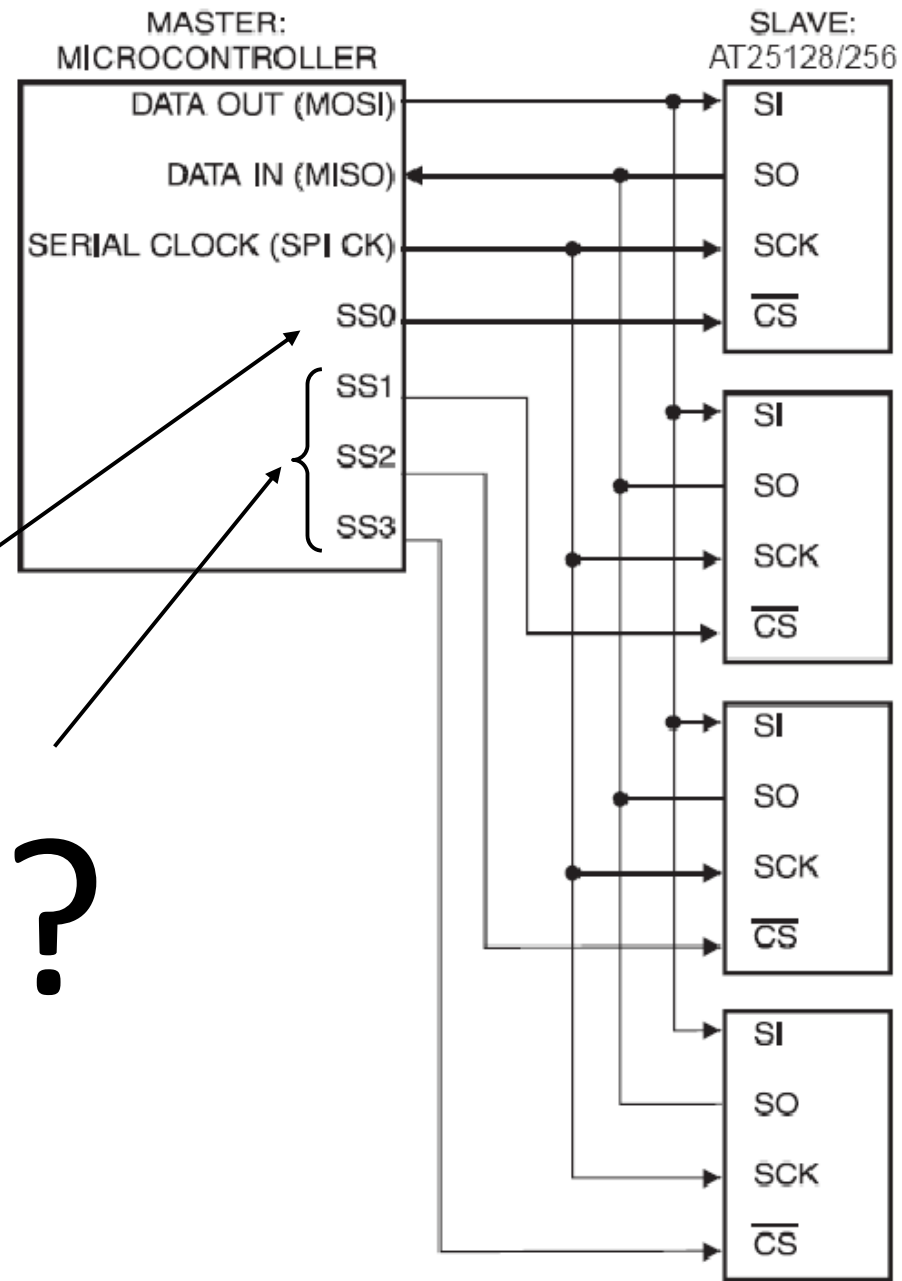 MASTER:
MICROCONTROLLER
DATA OUT (MOSI)
DATA IN (MISO)
SERIAL CLOCK (SPI CK)
SS0
SS1
SS2
SS3
?
SLAVE:
AT25128/256
SI
SO
SCK
CS
SI
SO
SCK
CS
SI
SO
SCK
CS
SI
SO
SCK
CS